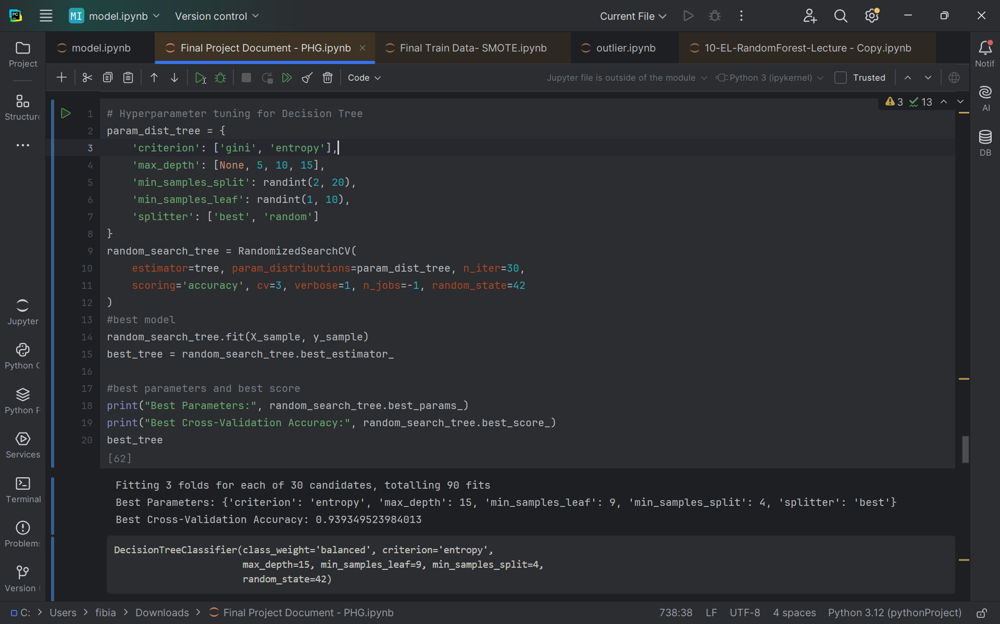 PC MI model.ipynb Version control Current File
Project
Structure
Jupyter
Python C
Python P
Services
Terminal
Problems
Version
model.ipynb Final Project Document - PHG.ipynb Final Train Data- SMOTE.ipynb outlier.ipynb 10-EL-RandomForest-Lecture - Copy.ipynb
Code Jupyter file is outside of the module Python 3 (ipykernel) Trusted
3 13
1 # Hyperparameter tuning for Decision Tree
2 param_dist_tree = {
3 'criterion': ['gini', 'entropy'],
4 'max_depth': [None, 5, 10, 15],
5 'min_samples_split': randint(2, 20),
6 'min_samples_leaf': randint(1, 10),
7 'splitter': ['best', 'random']
8 }
9 random_search_tree = RandomizedSearchCV(
10 estimator=tree, param_distributions=param_dist_tree, n_iter=30,
11 scoring='accuracy', cv=3, verbose=1, n_jobs=-1, random_state=42
12 )
13 #best model
14 random_search_tree.fit(X_sample, y_sample)
15 best_tree = random_search_tree.best_estimator_
16
17 #best parameters and best score
18 print("Best Parameters:", random_search_tree.best_params_)
19 print("Best Cross-Validation Accuracy:", random_search_tree.best_score_)
20 best_tree
[62]
Fitting 3 folds for each of 30 candidates, totalling 90 fits
Best Parameters: {'criterion': 'entropy', 'max_depth': 15, 'min_samples_leaf': 9, 'min_samples_split': 4, 'splitter': 'best'}
Best Cross-Validation Accuracy: 0.939349523984013
DecisionTreeClassifier(class_weight='balanced', criterion='entropy',
max_depth=15, min_samples_leaf=9, min_samples_split=4,
random_state=42)
Notif
AI
DB
C: > Users > fibia > Downloads > Final Project Document - PHG.ipynb 738:38 LF UTF-8 4 spaces Python 3.12 (pythonProject)